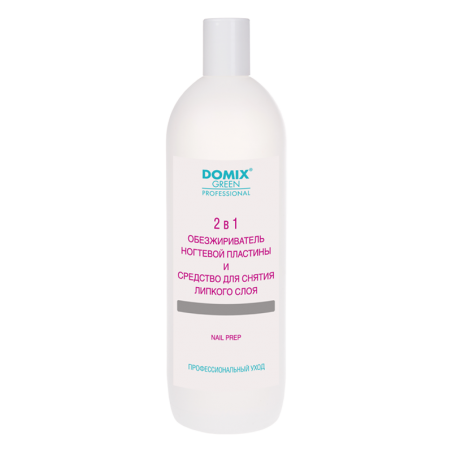 DOMIX®
GREEN
PROFESSIONAL
2 в 1
ОБЕЗЖИРИВАТЕЛЬ
НОГТЕВОЙ ПЛАСТИНЫ
И
СРЕДСТВО ДЛЯ СНЯТИЯ
ЛИПКОГО СЛОЯ
NAIL PREP
ПРОФЕССИОНАЛЬНЫЙ УХОД